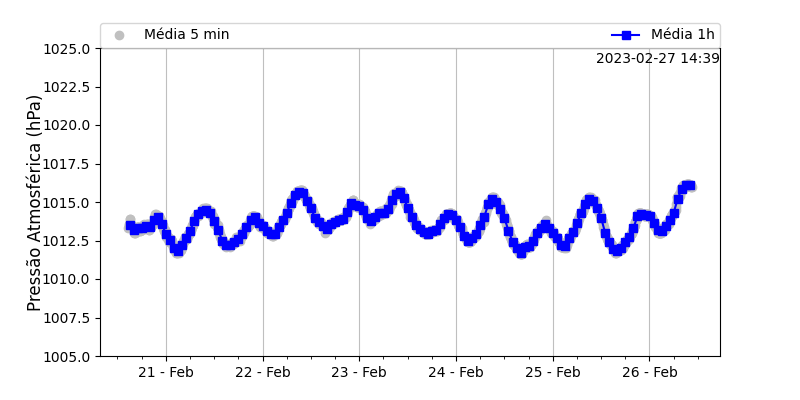 Média 5 min
Média 1h
2023-02-27 14:39
Pressão Atmosférica (hPa)
1025.0
1022.5
1020.0
1017.5
1015.0
1012.5
1010.0
1007.5
1005.0
21 - Feb
22 - Feb
23 - Feb
24 - Feb
25 - Feb
26 - Feb